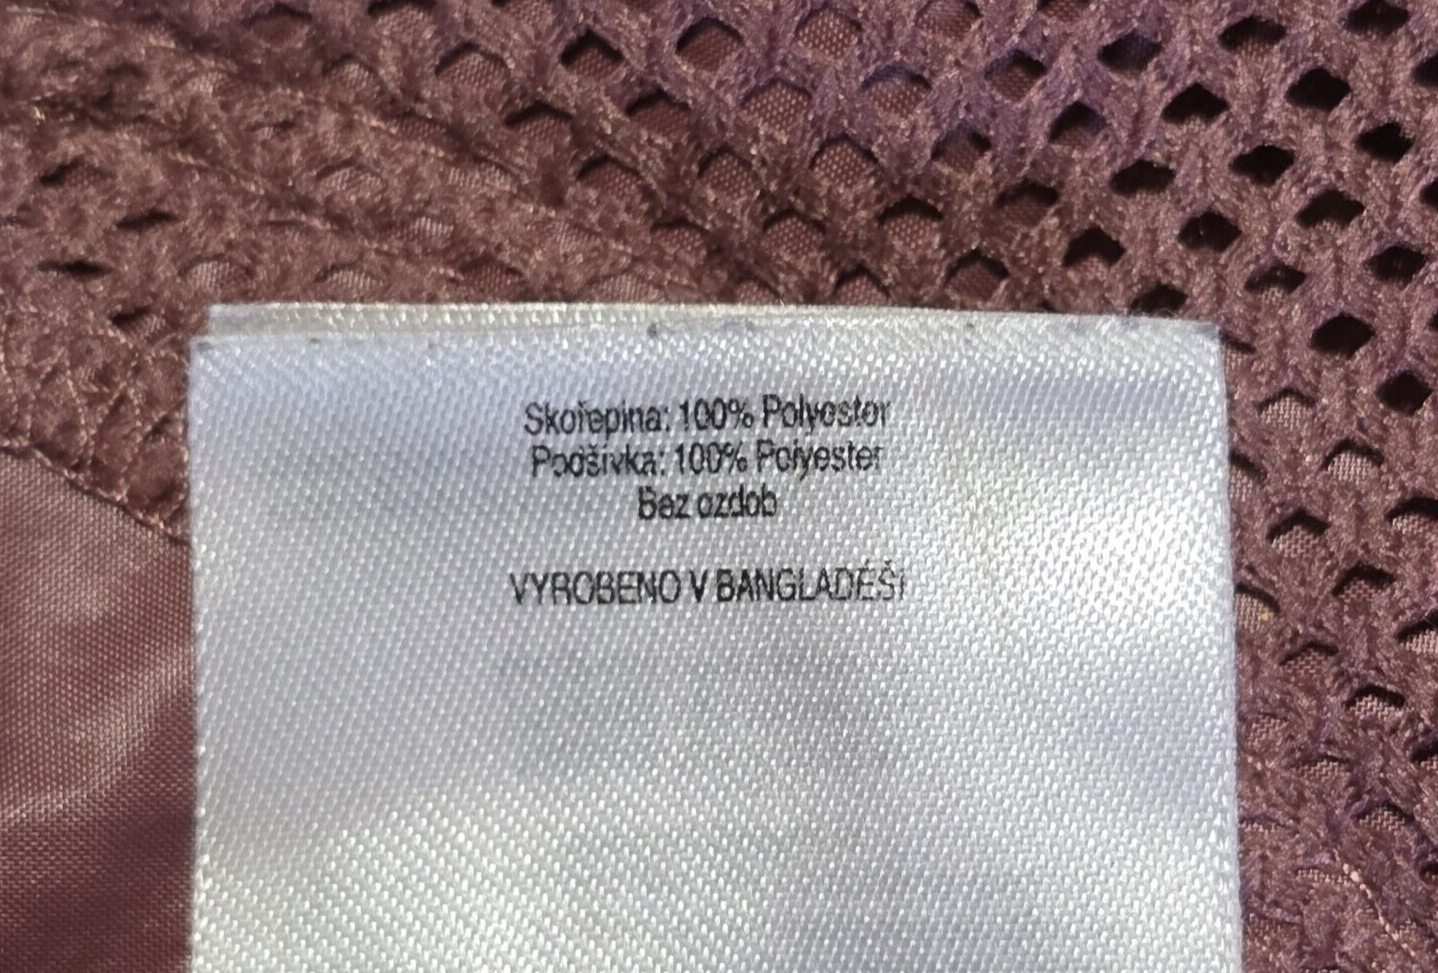 Skořepina: 100% Polyester
Podšívka: 100% Polyester
Bez ozdob
VYROBENO V BANGLADÉŠI